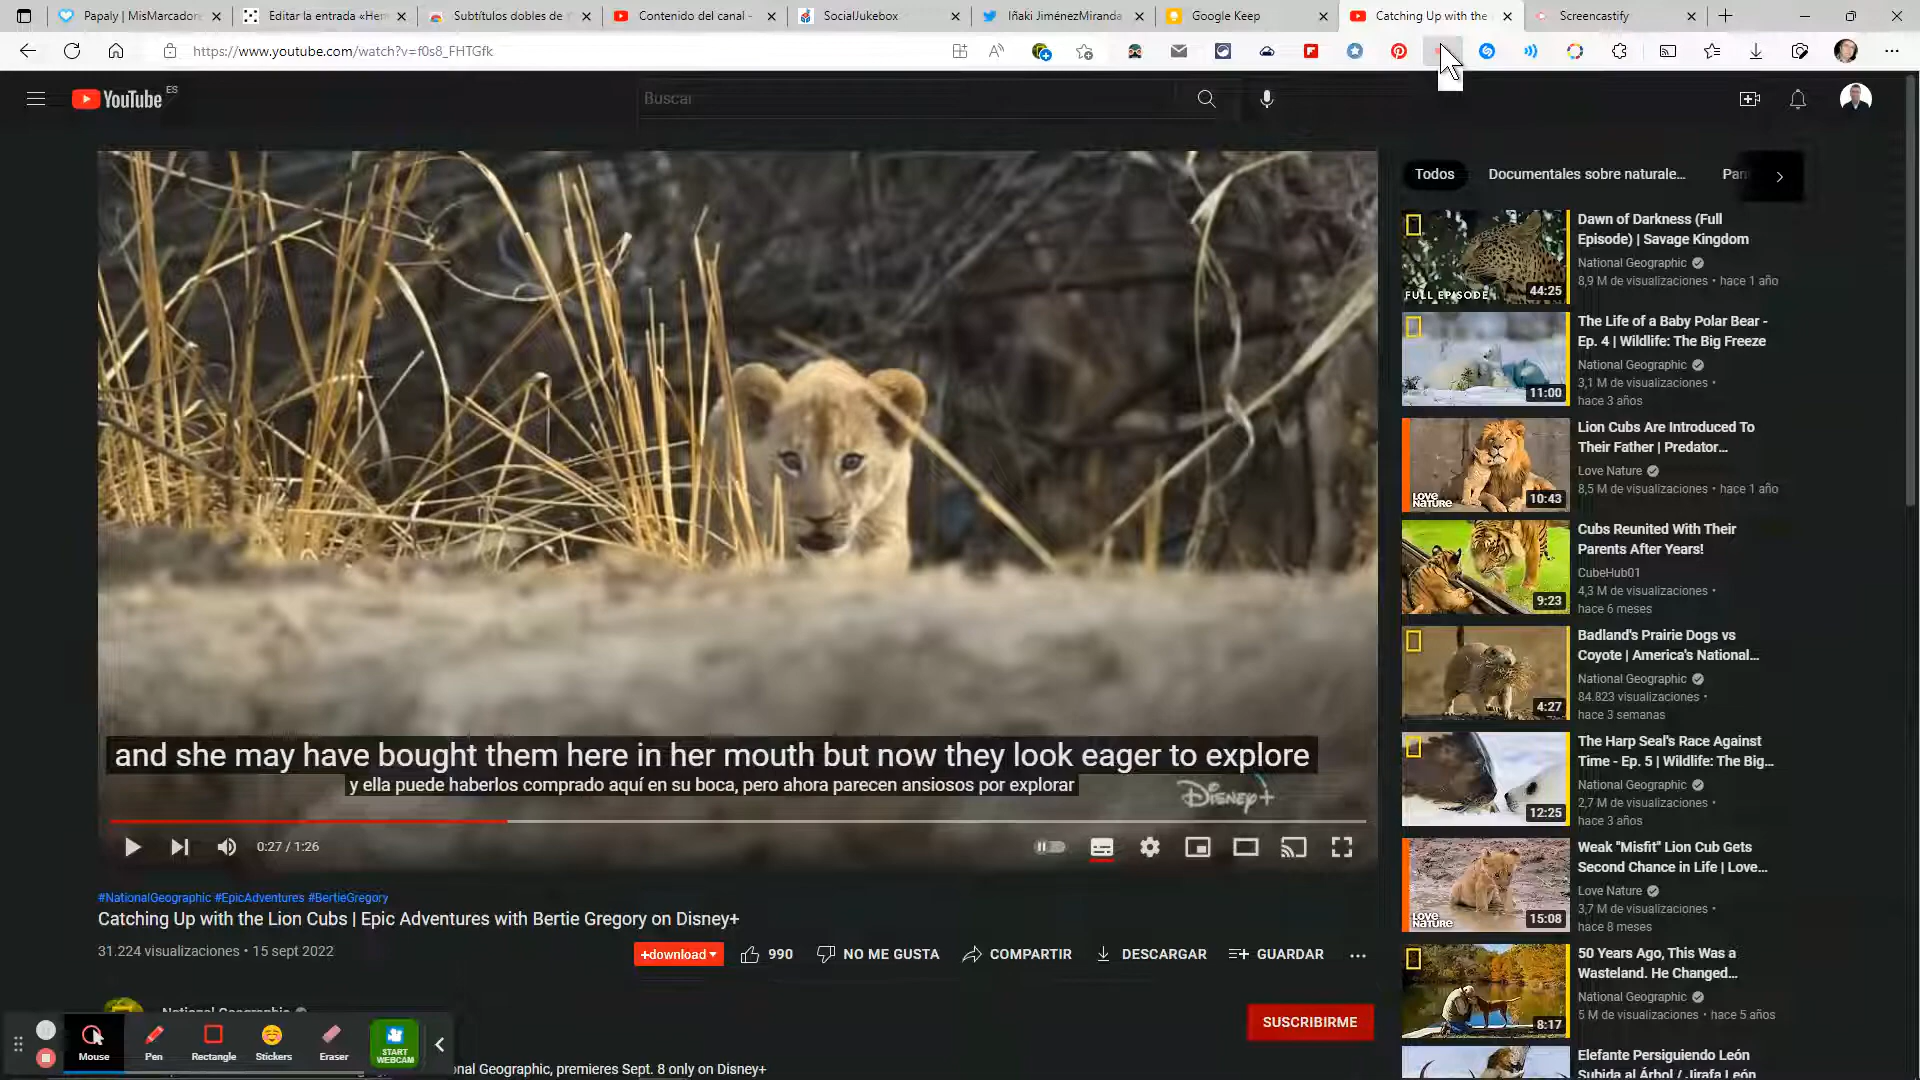 Papaly | MisMarcador
Editar la entrada «Her
Subtítulos dobles de
Contenido del canal -
SocialJukebox
Iñaki JiménezMiranda
Google Keep
Catching Up with the
Screencastify
https://www.youtube.com/watch?v=f0s8_FHTGfk
YouTube ES
Buscar
Todos
Documentales sobre naturale...
Dawn of Darkness (Full
Episode) | Savage Kingdom
National Geographic
8,9 M de visualizaciones • hace 1 año
FULL EPISODE
44:25
The Life of a Baby Polar Bear -
Ep. 4 | Wildlife: The Big Freeze
National Geographic
3,1 M de visualizaciones •
hace 3 años
11:00
Lion Cubs Are Introduced To
Their Father | Predator...
Love Nature
8,5 M de visualizaciones • hace 1 año
LOVE
NATURE
10:43
Cubs Reunited With Their
Parents After Years!
CubeHub01
4,3 M de visualizaciones •
hace 6 meses
9:23
Badland's Prairie Dogs vs
Coyote | America's National...
National Geographic
84.823 visualizaciones •
hace 3 semanas
4:27
The Harp Seal's Race Against
Time - Ep. 5 | Wildlife: The Big...
National Geographic
2,7 M de visualizaciones •
hace 3 años
12:25
Weak "Misfit" Lion Cub Gets
Second Chance in Life | Love...
Love Nature
3,7 M de visualizaciones •
hace 8 meses
LOVE
NATURE
15:08
50 Years Ago, This Was a
Wasteland. He Changed...
National Geographic
5 M de visualizaciones • hace 5 años
8:17
Elefante Persiguiendo León
Subida al Árbol / Jirafa León
and she may have bought them here in her mouth but now they look eager to explore
y ella puede haberlos comprado aquí en su boca, pero ahora parecen ansiosos por explorar
Disney+
0:27 / 1:26
#NationalGeographic #EpicAdventures #BertieGregory
Catching Up with the Lion Cubs | Epic Adventures with Bertie Gregory on Disney+
31.224 visualizaciones • 15 sept 2022
+download
990
NO ME GUSTA
COMPARTIR
DESCARGAR
GUARDAR
National Geographic
SUSCRIBIRME
Mouse
Pen
Rectangle
Stickers
Eraser
START
WEBCAM
onal Geographic, premieres Sept. 8 only on Disney+